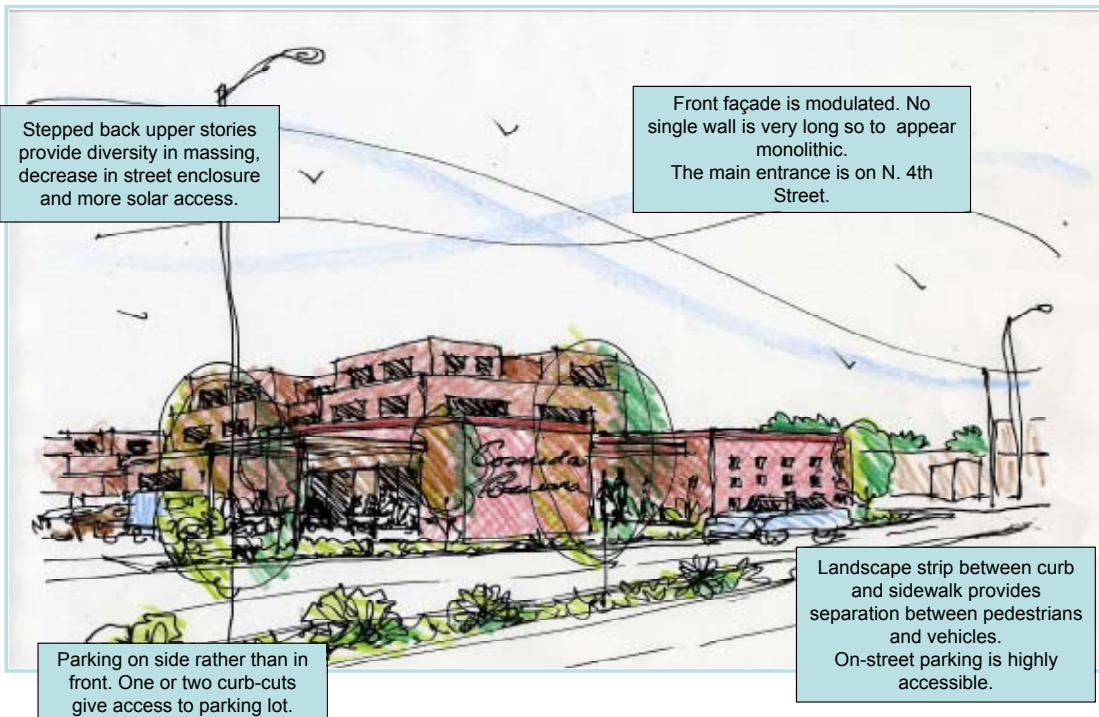 Stepped back upper stories
provide diversity in massing,
decrease in street enclosure
and more solar access.
Front façade is modulated. No
single wall is very long so to appear
monolithic.
The main entrance is on N. 4th
Street.
Comida
Buena
Landscape strip between curb
and sidewalk provides
separation between pedestrians
and vehicles.
On-street parking is highly
accessible.
Parking on side rather than in
front. One or two curb-cuts
give access to parking lot.